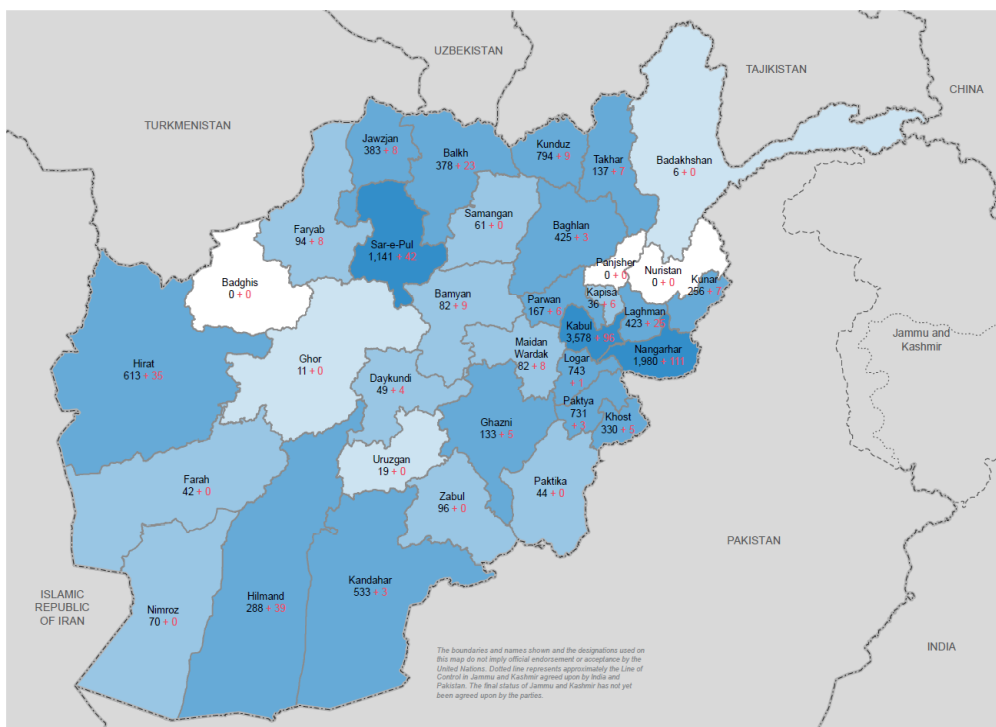 UZBEKISTAN
TAJIKISTAN
CHINA
TURKMENISTAN
Jawzjan
383 + 8
Balkh
378 + 23
Kunduz
794 + 9
Takhar
137 + 7
Badakhshan
6 + 0
Faryab
94 + 8
Samangan
61 + 0
Sar-e-Pul
1,141 + 42
Baghlan
425 + 3
Badghis
0 + 0
Panjsher
0 + 0
Nuristan
0 + 0
Kunar
256 + 7
Bamyan
82 + 9
Parwan
167 + 6
Kapisa
36 + 6
Laghman
423 +
Kabul
3,578 +
Nangarhar
1,980 + 111
Jammu and
Kashmir
Hirat
613 + 35
Ghor
11 + 0
Daykundi
49 + 4
Maidan
Wardak
82 + 8
Logar
743
+ 1
Paktya
731
+ 3
Khost
330 + 5
Ghazni
133 + 5
Uruzgan
19 + 0
Farah
42 + 0
Zabul
96 + 0
Paktika
44 + 0
PAKISTAN
ISLAMIC
REPUBLIC
OF IRAN
Nimroz
70 + 0
Hilmand
288 + 39
Kandahar
533 + 3
INDIA
The boundaries and names shown and the designations used on
this map do not imply official endorsement or acceptance by the
United Nations. Dotted line represents approximately the Line of
Control in Jammu and Kashmir agreed upon by India and
Pakistan. The final status of Jammu and Kashmir has not yet
been agreed upon by the parties.